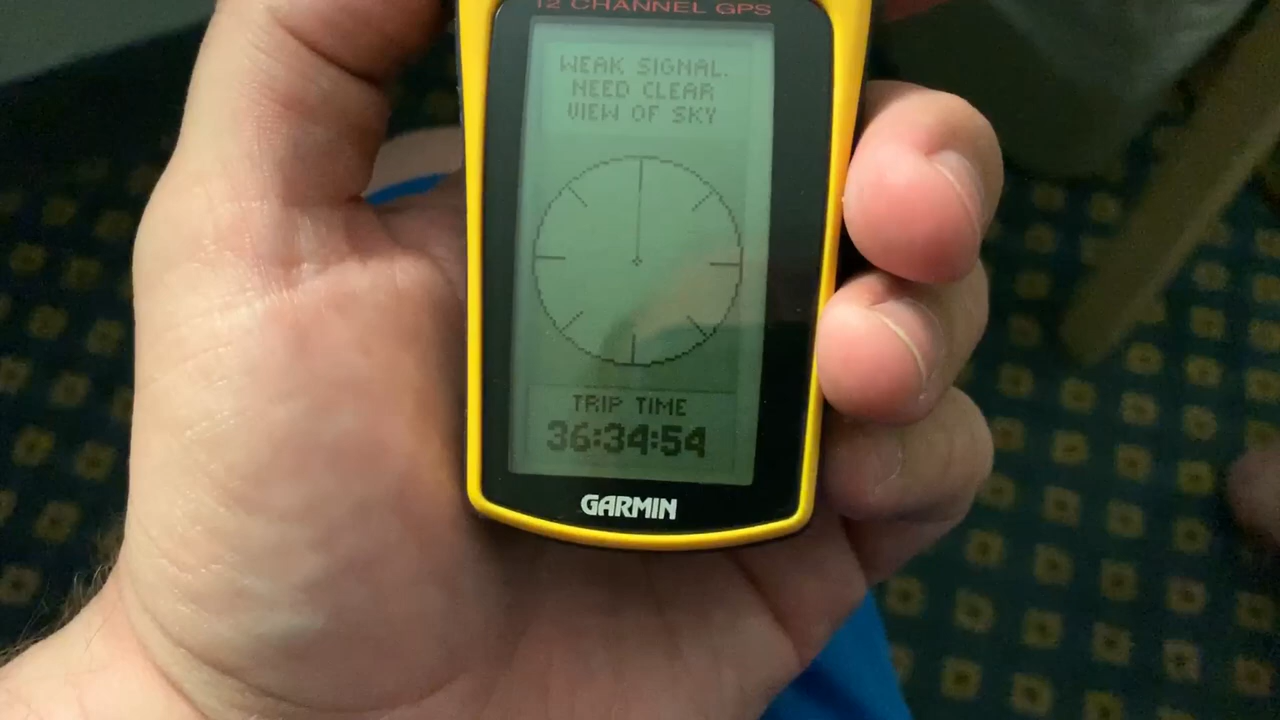 12 CHANNEL GPS
WEAK SIGNAL.
NEED CLEAR
VIEW OF SKY
TRIP TIME
36:34:54
GARMIN